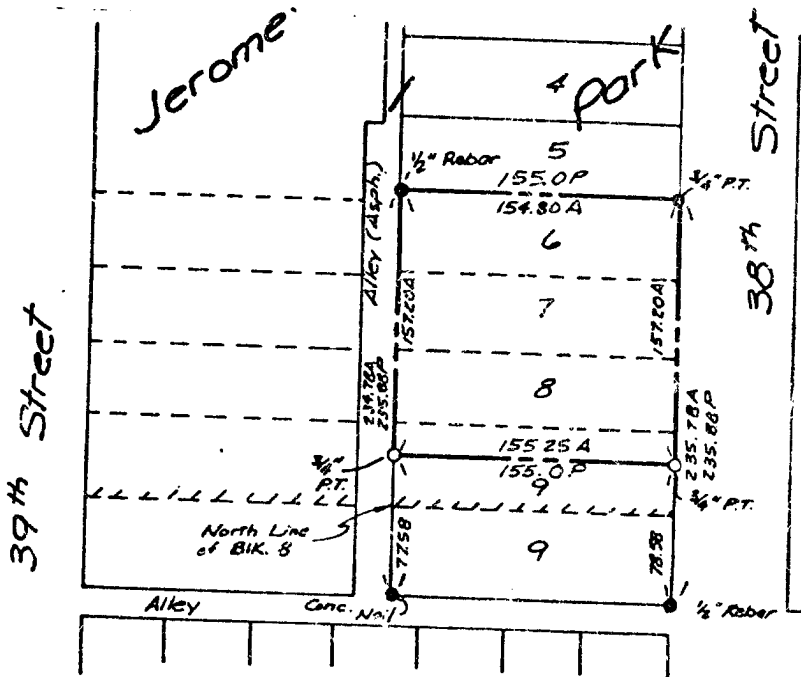 Jerome
Park
38th Street
39th Street
4
5
1/2" Rebar
155.0P
154.80A
3/4" P.T.
6
Alley (Asph.)
7
157.20A
157.20A
8
234.78A
235.88P
235.78A
235.88P
155.25A
155.0P
3/4" P.T.
9
3/4" P.T.
North Line
of Blk. 8
9
77.58
78.58
Alley
Conc. Nail
1/2" Rebar